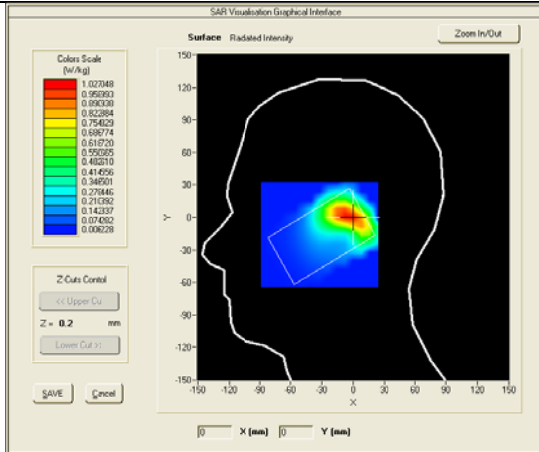 SAR Visualisation Graphical Interface
Surface Radiated Intensity
Zoom In/Out
Colors Scale
(W/kg)
1.027048
0.958993
0.890938
0.822884
0.754829
0.686774
0.618720
0.550665
0.482610
0.414556
0.346501
0.278446
0.210392
0.142337
0.074282
0.006228
Z-Cuts Contol
<< Upper Cu
Z = 0.2 mm
Lower Cut >>
SAVE
Cancel
150
120
90
60
30
0
-30
-60
-90
-120
-150
Y
-150 -120 -90 -60 -30 0 30 60 90 120 150
X
0 X (mm) 0 Y (mm)